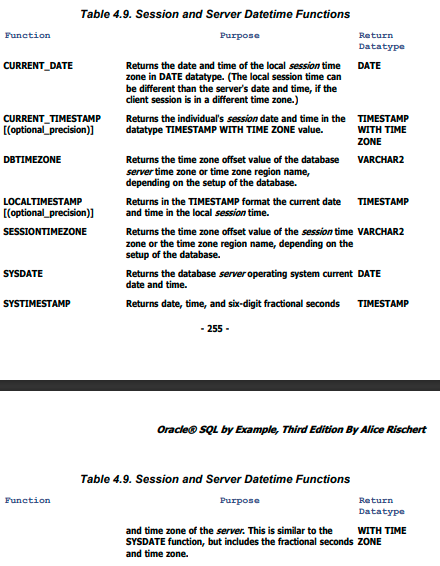 Table 4.9. Session and Server Datetime Functions
Function Purpose Return
Datatype
CURRENT_DATE Returns the date and time of the local session time DATE
zone in DATE datatype. (The local session time can
be different than the server's date and time, if the
client session is in a different time zone.)
CURRENT_TIMESTAMP Returns the individual's session date and time in the TIMESTAMP
[(optional_precision)] datatype TIMESTAMP WITH TIME ZONE value. WITH TIME
ZONE
DBTIMEZONE Returns the time zone offset value of the database VARCHAR2
server time zone or time zone region name,
depending on the setup of the database.
LOCALTIMESTAMP Returns in the TIMESTAMP format the current date TIMESTAMP
[(optional_precision)] and time in the local session time.
SESSIONTIMEZONE Returns the time zone offset value of the session time VARCHAR2
zone or the time zone region name, depending on the
setup of the database.
SYSDATE Returns the database server operating system current DATE
date and time.
SYSTIMESTAMP Returns date, time, and six-digit fractional seconds TIMESTAMP
- 255 -
Oracle® SQL by Example, Third Edition By Alice Rischert
Table 4.9. Session and Server Datetime Functions
Function Purpose Return
Datatype
and time zone of the server. This is similar to the WITH TIME
SYSDATE function, but includes the fractional seconds ZONE
and time zone.